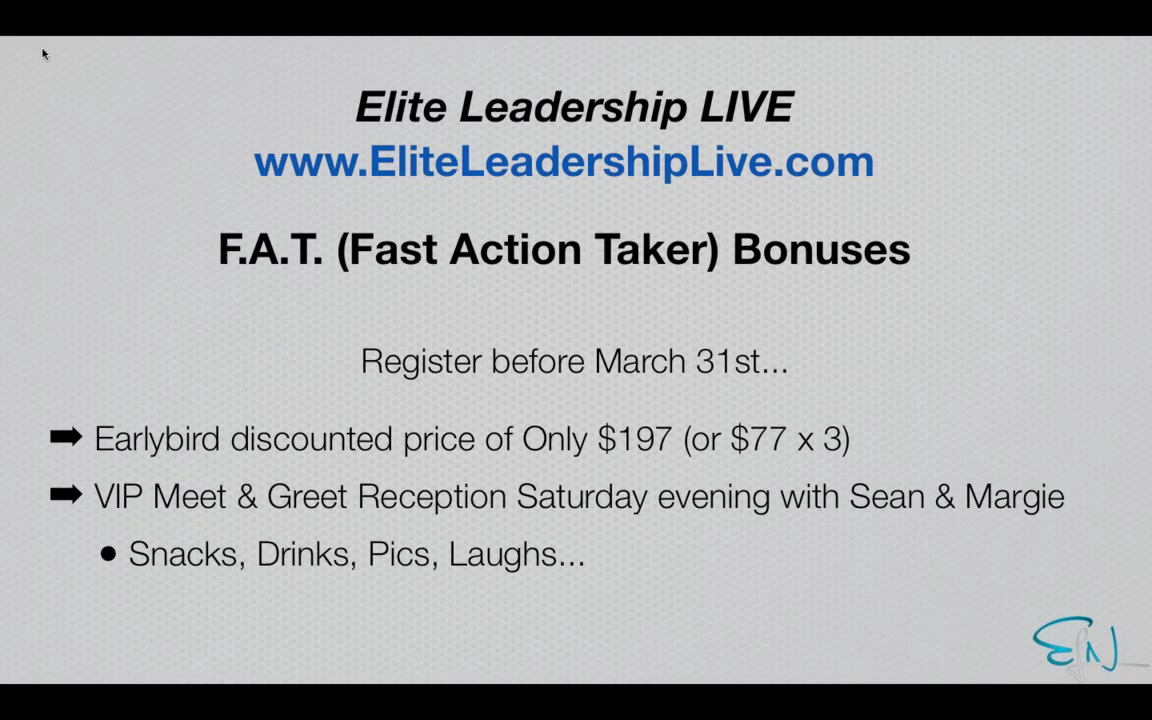 Elite Leadership LIVE
www.EliteLeadershipLive.com
F.A.T. (Fast Action Taker) Bonuses
Register before March 31st...
➡ Earlybird discounted price of Only $197 (or $77 x 3)
➡ VIP Meet & Greet Reception Saturday evening with Sean & Margie
● Snacks, Drinks, Pics, Laughs...